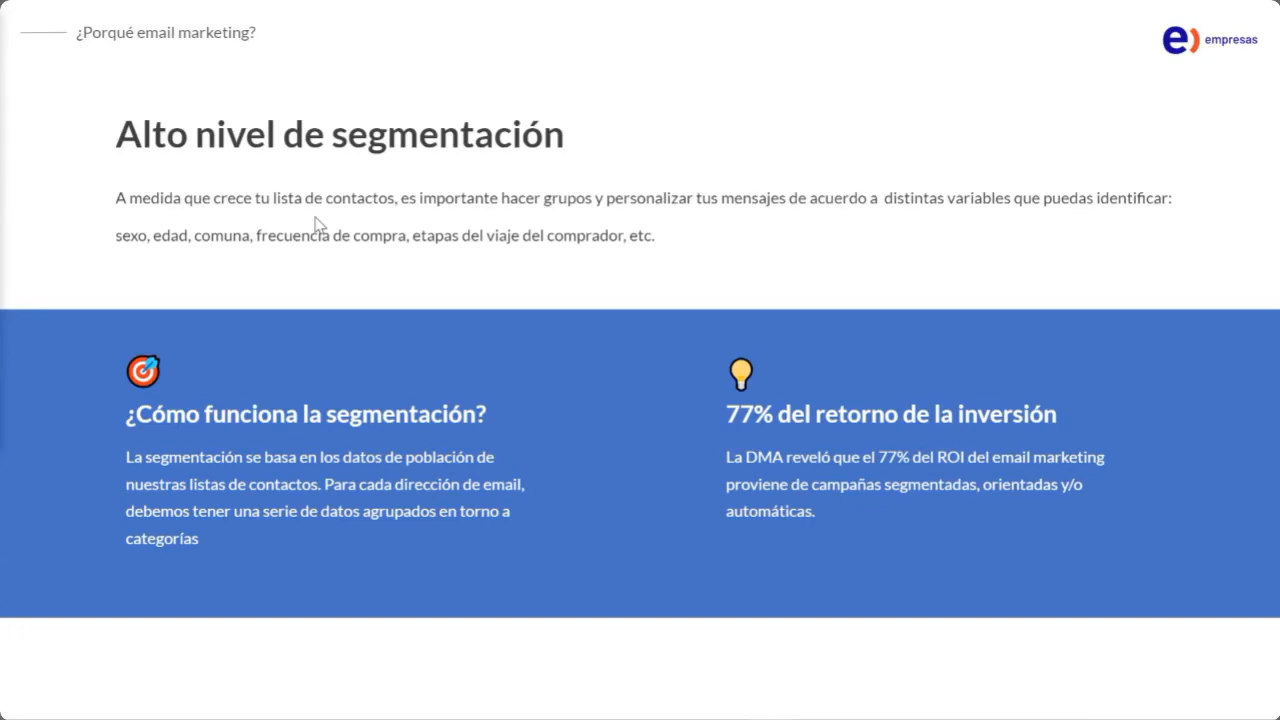 ¿Porqué email marketing?
e) empresas
Alto nivel de segmentación
A medida que crece tu lista de contactos, es importante hacer grupos y personalizar tus mensajes de acuerdo a distintas variables que puedas identificar:
sexo, edad, comuna, frecuencia de compra, etapas del viaje del comprador, etc.
¿Cómo funciona la segmentación?
La segmentación se basa en los datos de población de
nuestras listas de contactos. Para cada dirección de email,
debemos tener una serie de datos agrupados en torno a
categorías
77% del retorno de la inversión
La DMA reveló que el 77% del ROI del email marketing
proviene de campañas segmentadas, orientadas y/o
automáticas.